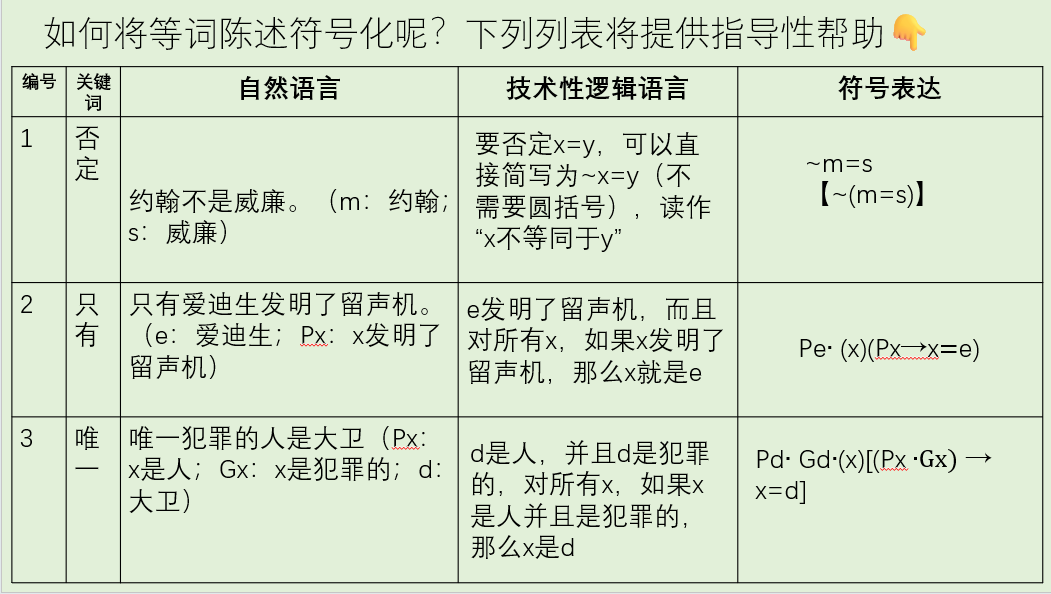 如何将等词陈述符号化呢？下列列表将提供指导性帮助👇
编号
关键
词
自然语言
技术性逻辑语言
符号表达
1
否
定
约翰不是威廉。（m：约翰；
s：威廉）
要否定x=y，可以直
接简写为~x=y（不
需要圆括号），读作
“x不等同于y”
~m=s
【~(m=s)】
2
只
有
只有爱迪生发明了留声机。
（e：爱迪生；Px：x发明了
留声机）
e发明了留声机，而且
对所有x，如果x发明了
留声机，那么x就是e
Pe· (x)(Px→x=e)
3
唯
一
唯一犯罪的人是大卫（Px：
x是人；Gx：x是犯罪的；d：
大卫）
d是人，并且d是犯罪
的，对所有x，如果x
是人并且是犯罪的，
那么x是d
Pd· Gd·(x)[(Px ·Gx) →
x=d]